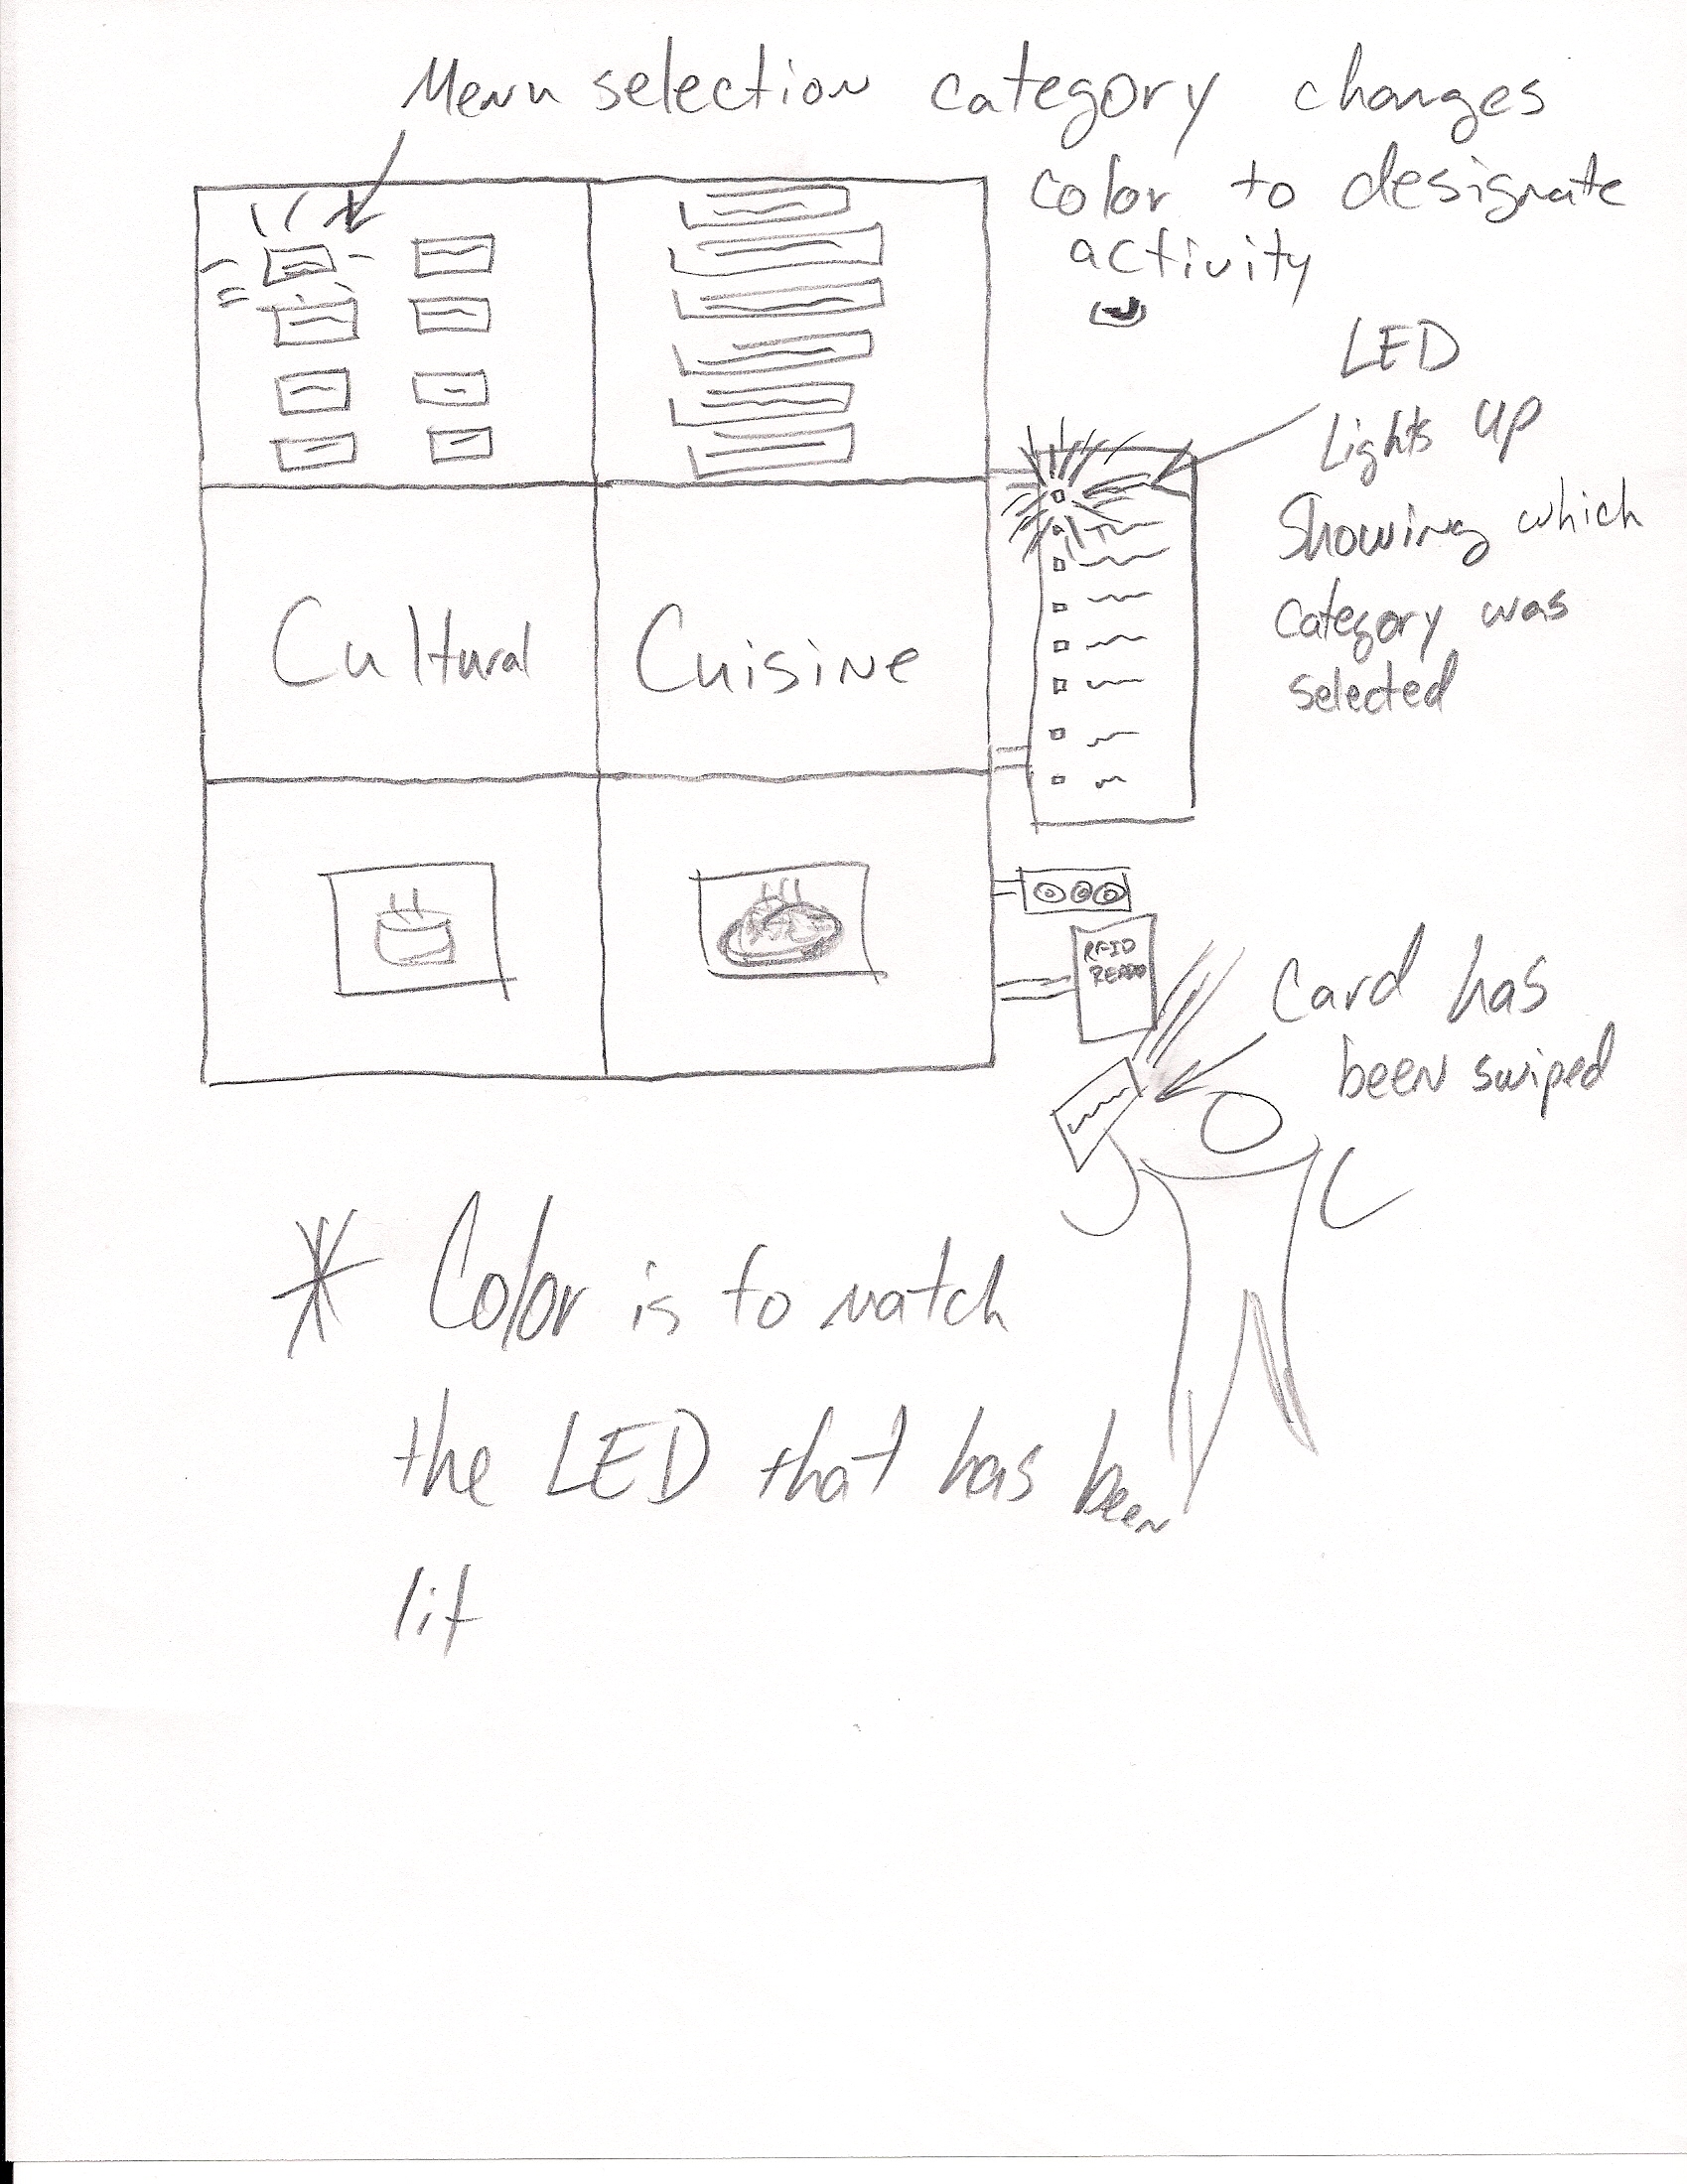 Menu selection category changes
color to designate
activity
LED
Lights up
Showing which
category was
selected
Cultural Cuisine
RFID
READER
Card has
been swiped
* Color is to match
the LED that has been
lit